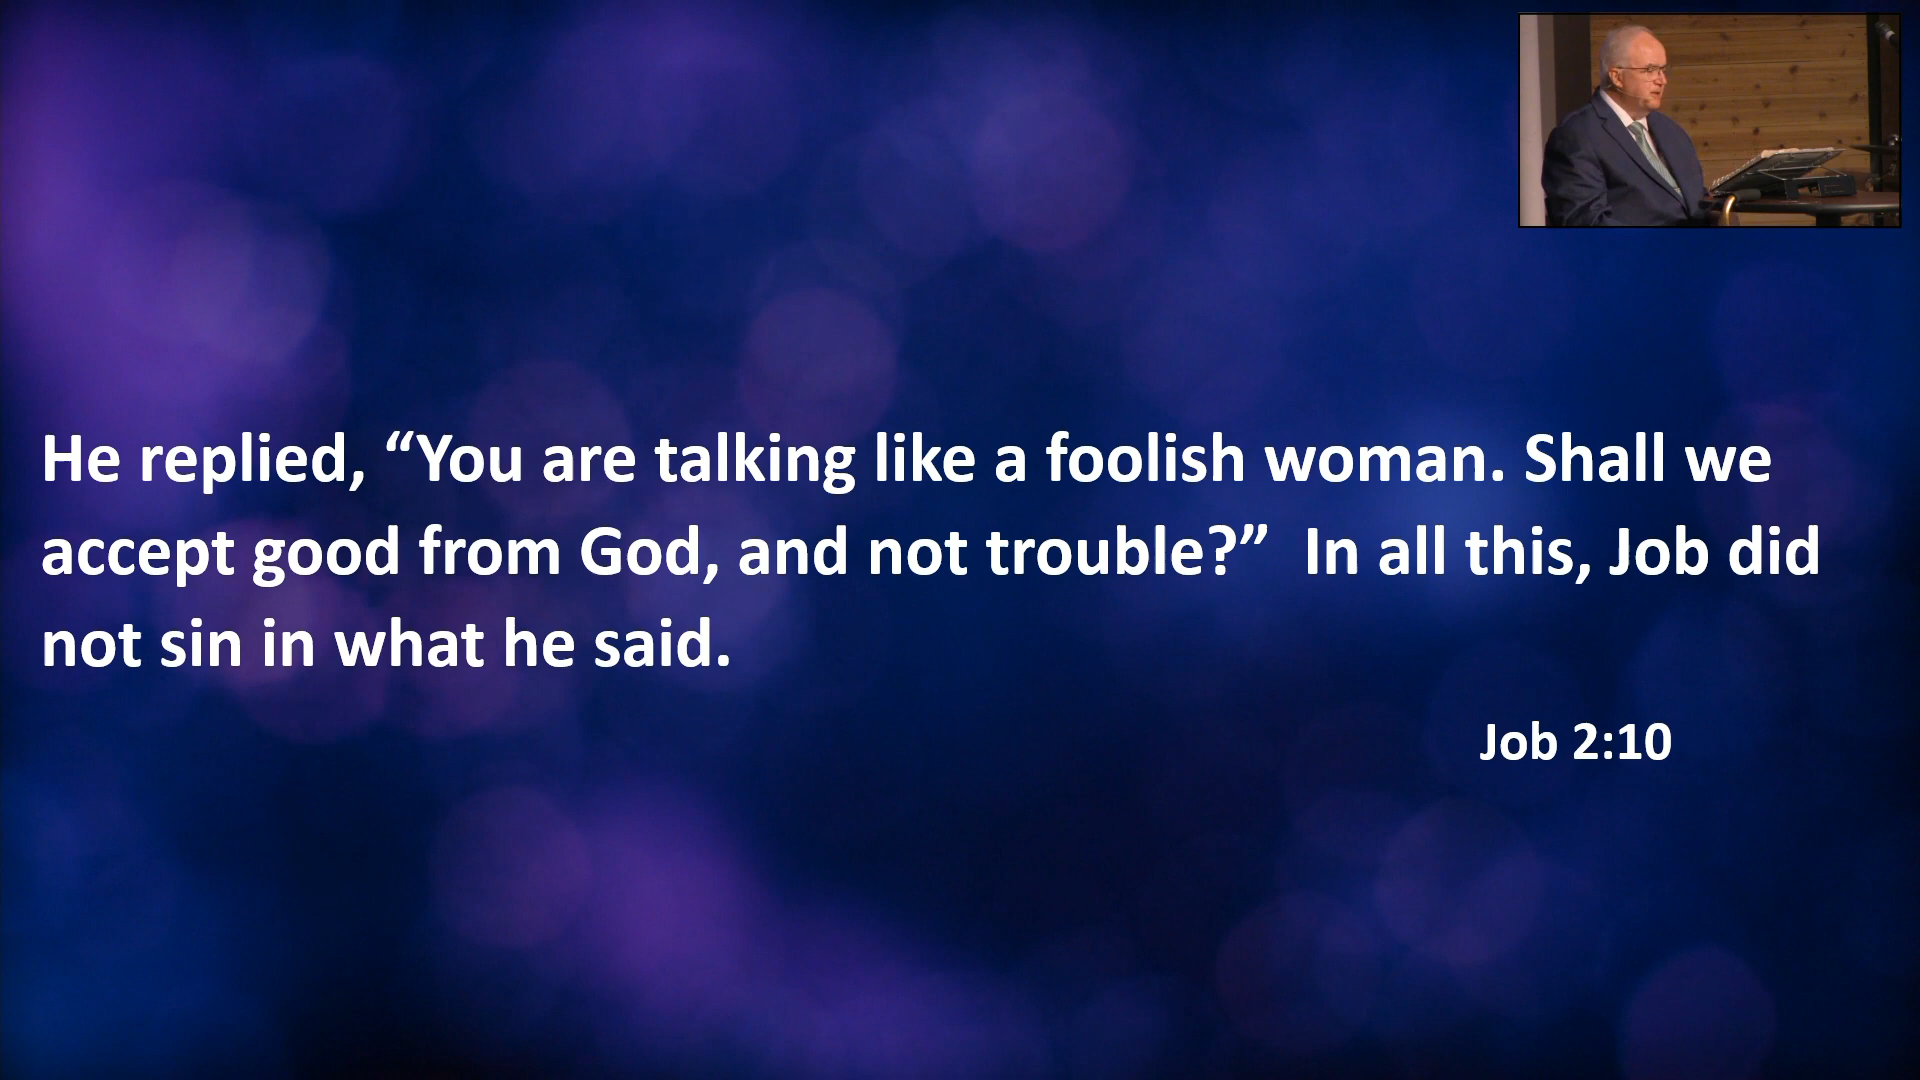 He replied, “You are talking like a foolish woman. Shall we
accept good from God, and not trouble?”  In all this, Job did
not sin in what he said.
Job 2:10